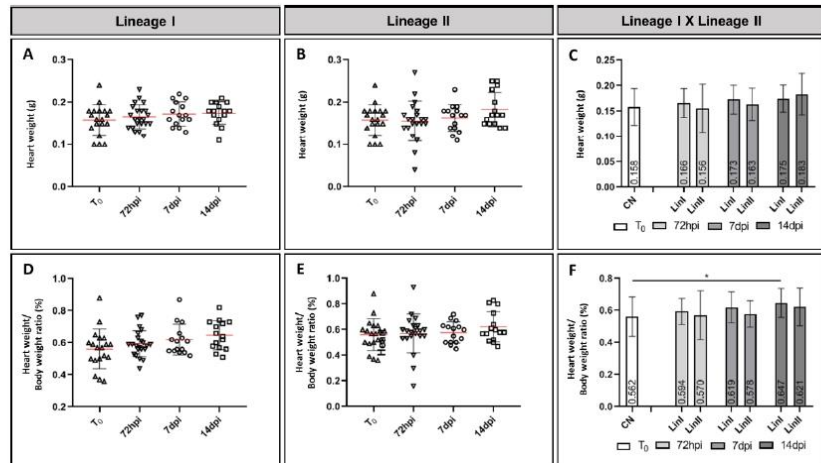 Lineage I
Lineage II
Lineage I X Lineage II
A
Heart weight (g)
0.3
0.2
0.1
0.0
T0
72hpi
7dpi
14dpi
B
Heart weight (g)
0.3
0.2
0.1
0.0
T0
72hpi
7dpi
14dpi
C
Heart weight (g)
0.25
0.20
0.15
0.10
0.05
0.00
0.158
0.166
0.156
0.173
0.163
0.175
0.183
CN
LinI
LinII
LinI
LinII
LinI
LinII
T0 72hpi 7dpi 14dpi
D
Heart weight/
Body weight ratio (%)
1.0
0.8
0.6
0.4
0.2
T0
72hpi
7dpi
14dpi
E
Heart weight/
Body weight ratio (%)
1.0
0.8
0.6
0.4
0.2
0.0
T0
72hpi
7dpi
14dpi
F
Heart weight/
Body weight ratio (%)
0.8
0.6
0.4
0.2
0.0
*
0.562
0.594
0.570
0.619
0.578
0.647
0.621
CN
LinI
LinII
LinI
LinII
LinI
LinII
T0 72hpi 7dpi 14dpi